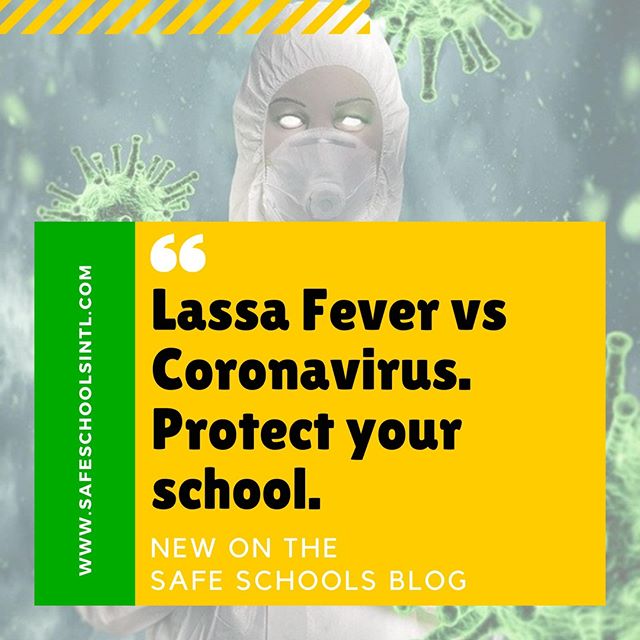 “
Lassa Fever vs
Coronavirus.
Protect your
school.
NEW ON THE
SAFE SCHOOLS BLOG
WWW.SAFESCHOOLSINTL.COM